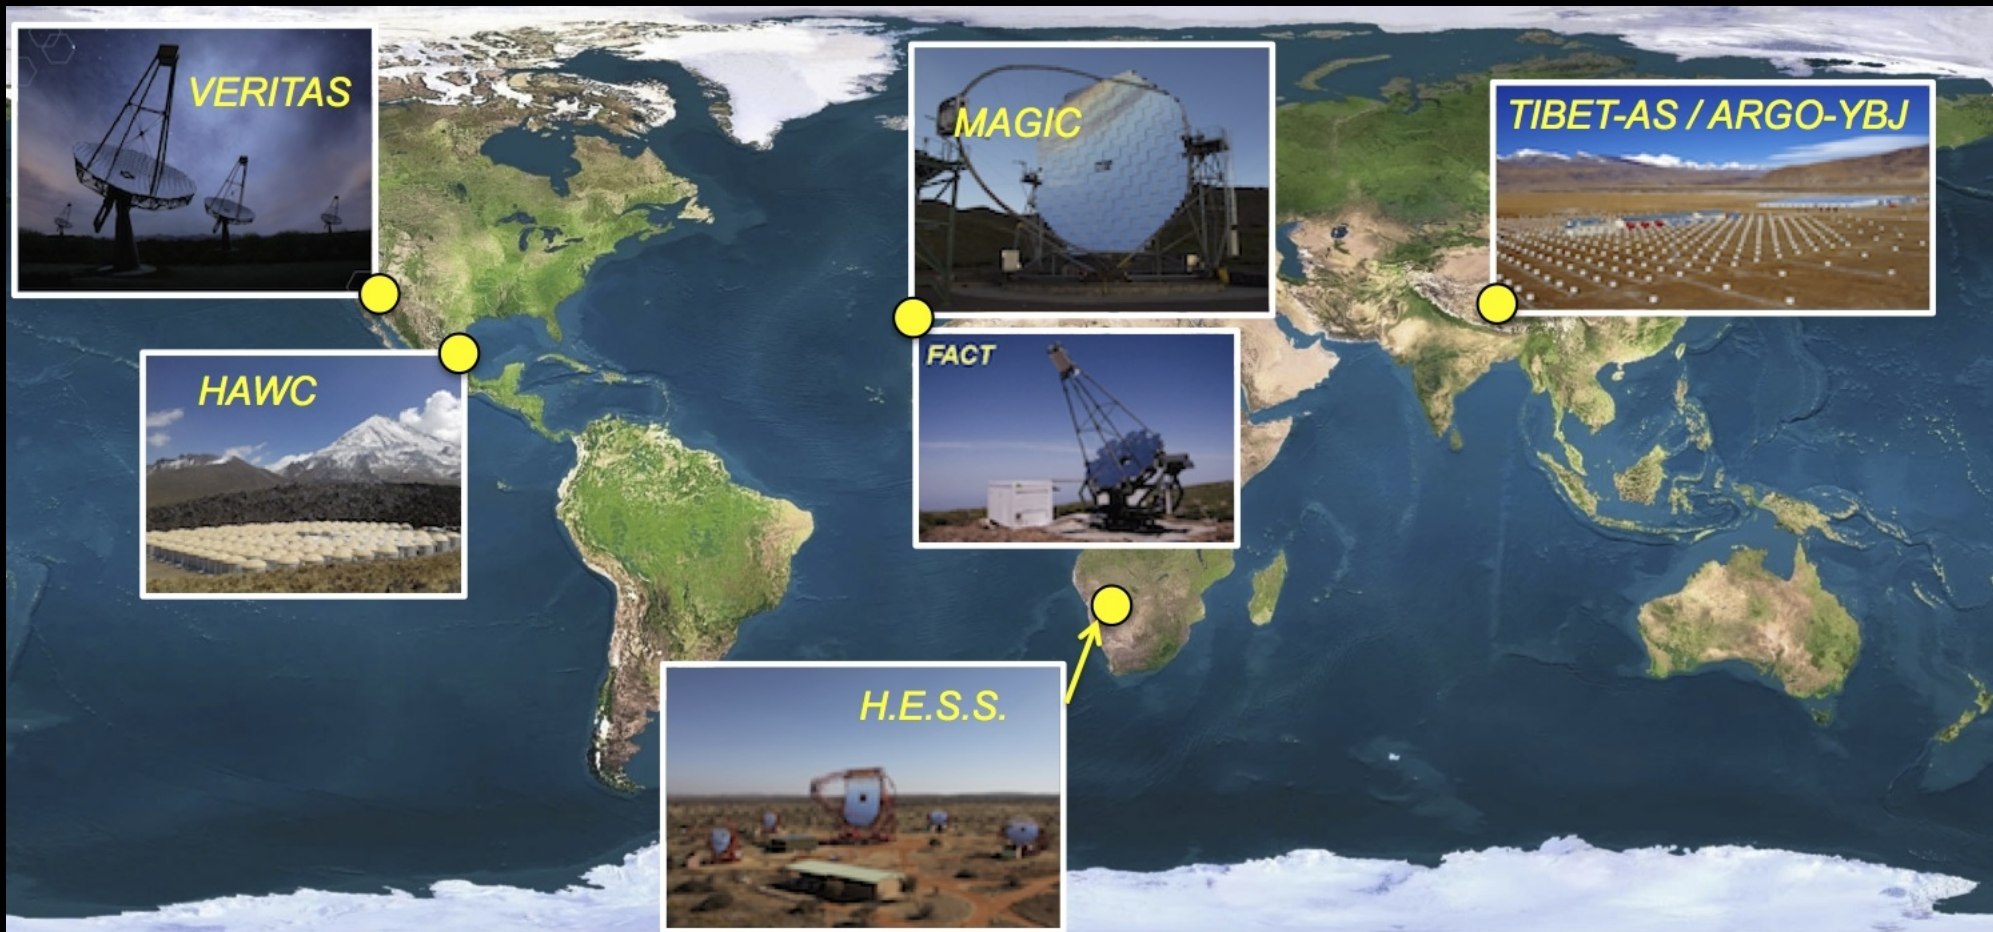 VERITAS
MAGIC
TIBET-AS / ARGO-YBJ
HAWC
FACT
H.E.S.S.